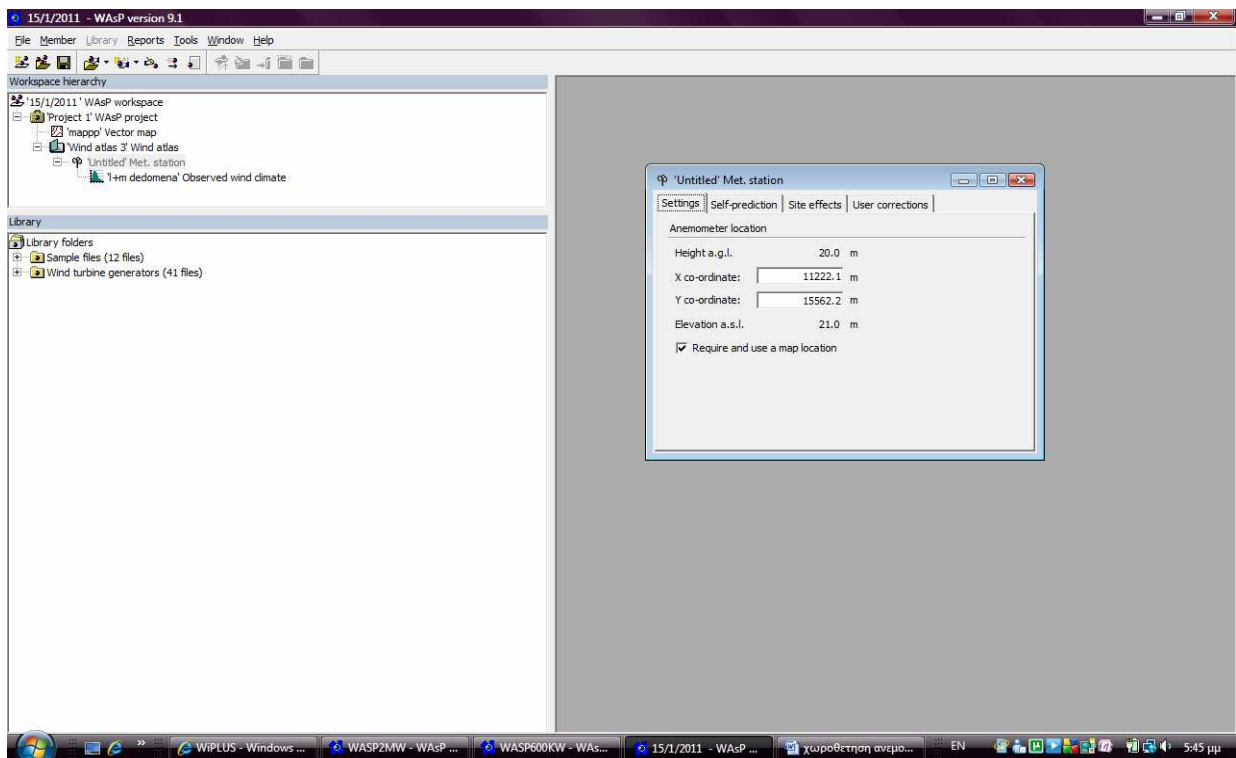 15/1/2011 - WAsP version 9.1
File Member Library Reports Tools Window Help
Workspace hierarchy
'15/1/2011 ' WAsP workspace
'Project 1' WAsP project
'mappp' Vector map
'Wind atlas 3' Wind atlas
'Untitled' Met. station
'l+m dedomena' Observed wind climate
Library
Library folders
Sample files (12 files)
Wind turbine generators (41 files)
'Untitled' Met. station
Settings Self-prediction Site effects User corrections
Anemometer location
Height a.g.l. 20.0 m
X co-ordinate: 11222.1 m
Y co-ordinate: 15562.2 m
Elevation a.s.l. 21.0 m
Require and use a map location
WiPLUS - Windows ... WASP2MW - WAsP ... WASP600KW - WAs... 15/1/2011 - WAsP ... χωροθετηση ανεμο... EN 5:45 μμ